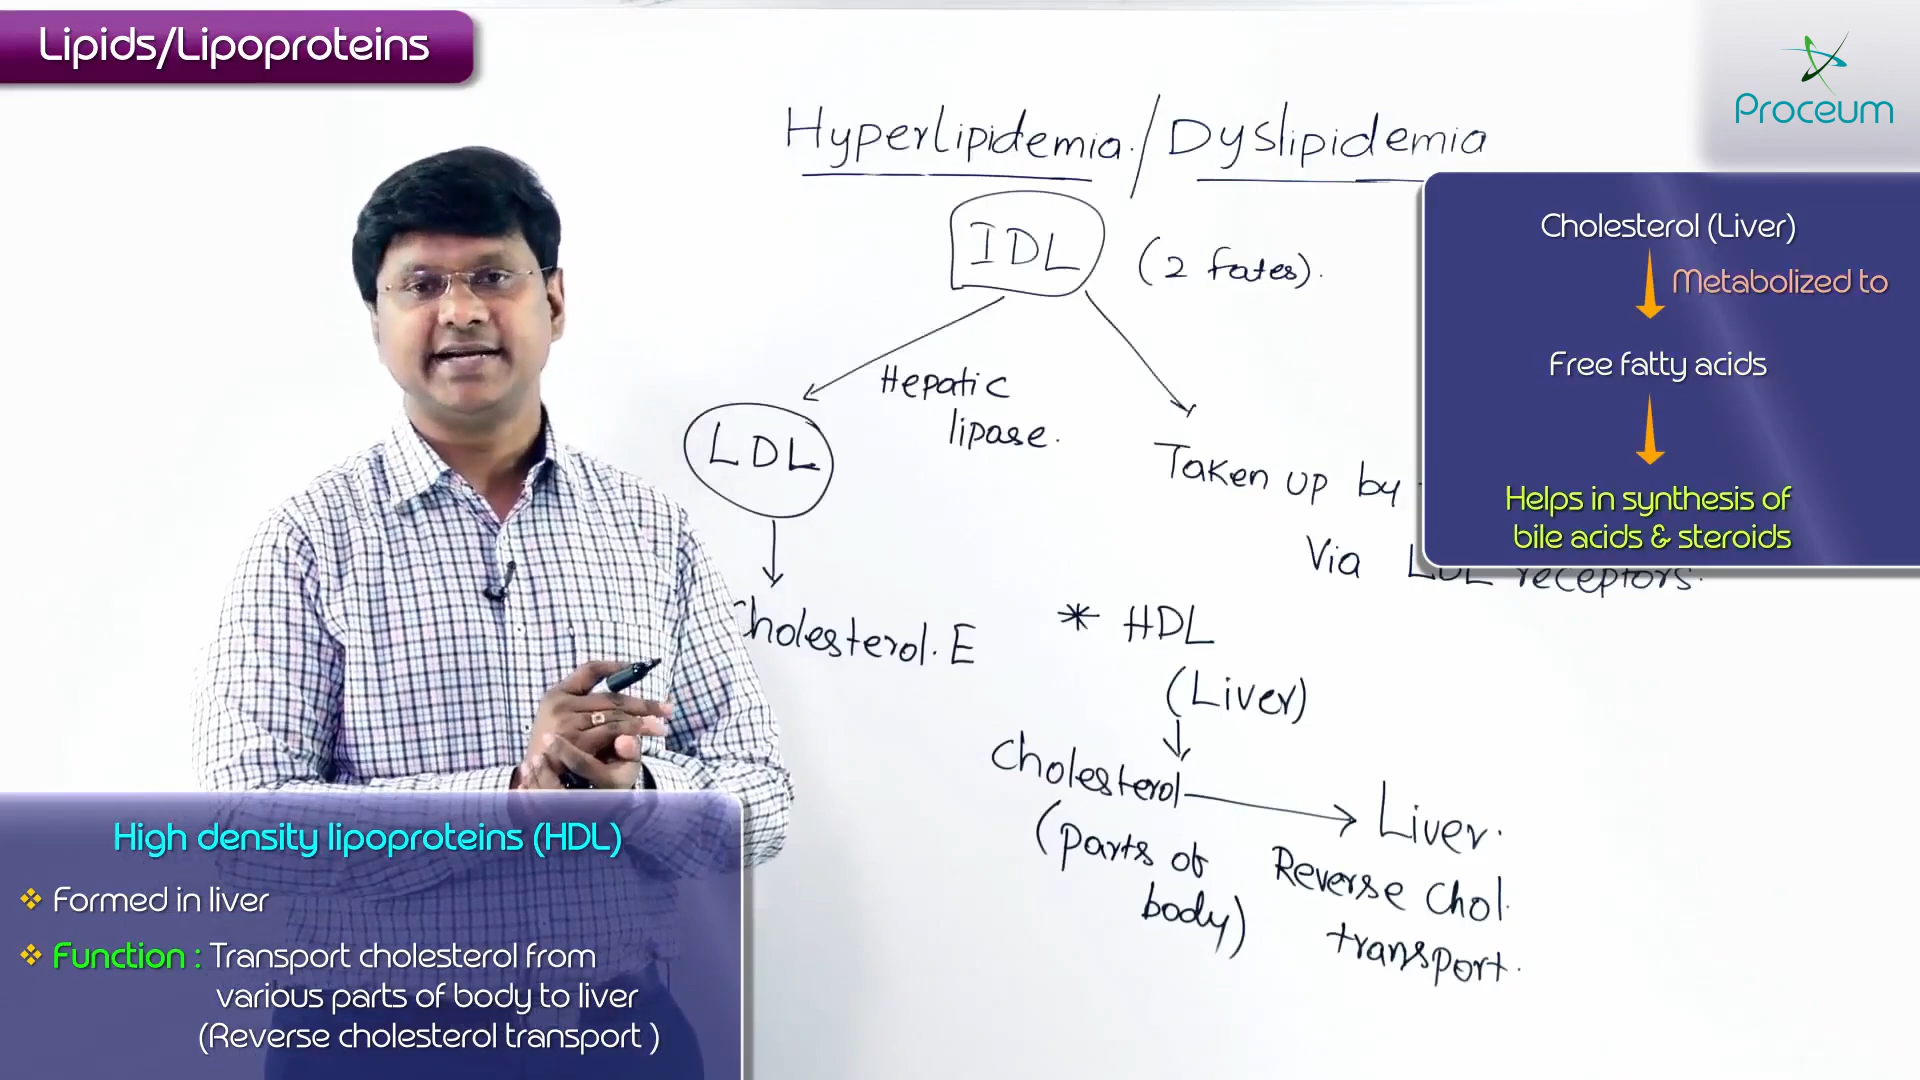 Lipids/Lipoproteins
Proceum
Hyperlipidemia./Dyslipidemia
IDL
(2 fates).
Hepatic
lipase.
LDL
Taken up by
Via LDL receptors.
Cholesterol (Liver)
Metabolized to
Free fatty acids
Helps in synthesis of
bile acids & steroids
Cholesterol. E
* HDL
(Liver)
Cholesterol
(parts of
body)
Liver.
Reverse Chol.
transport.
High density lipoproteins (HDL)
❖ Formed in liver
❖ Function : Transport cholesterol from
various parts of body to liver
(Reverse cholesterol transport )